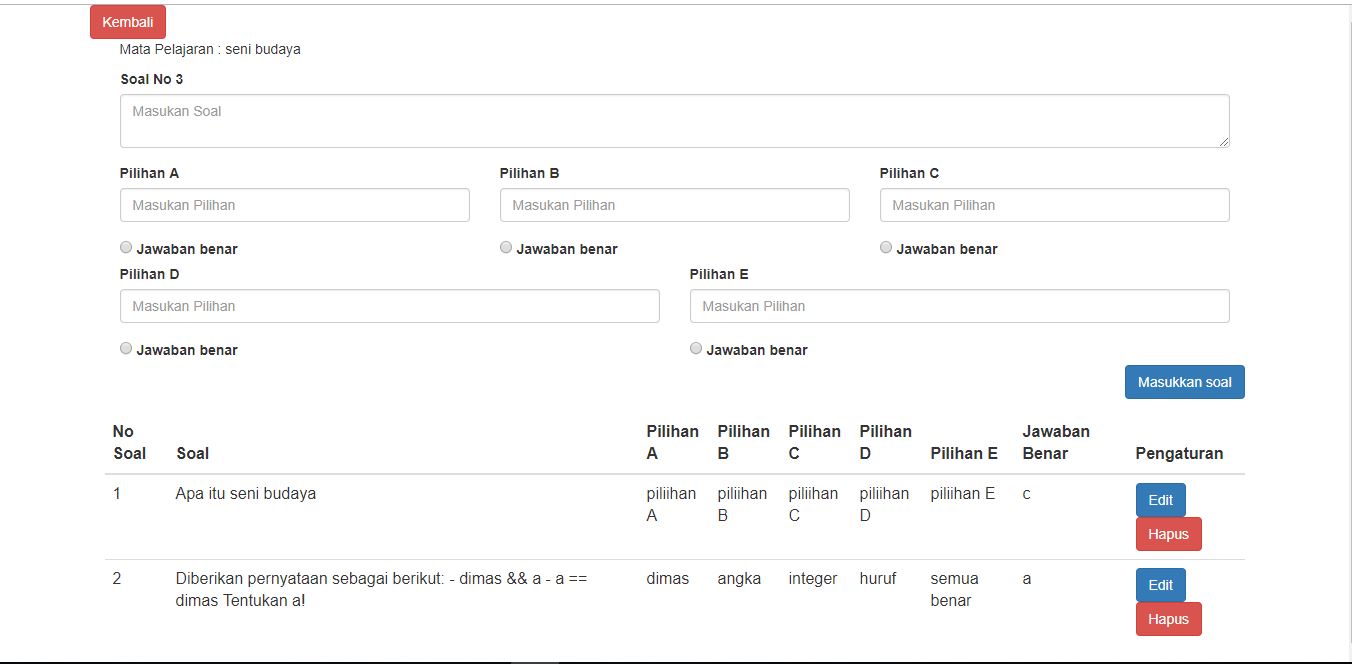 Kembali
Mata Pelajaran : seni budaya
Soal No 3
Masukan Soal
Pilihan A Pilihan B Pilihan C
Masukan Pilihan Masukan Pilihan Masukan Pilihan
Jawaban benar Jawaban benar Jawaban benar
Pilihan D Pilihan E
Masukan Pilihan Masukan Pilihan
Jawaban benar Jawaban benar
Masukkan soal
No Pilihan Pilihan Pilihan Pilihan Jawaban
Soal Soal A B C D Pilihan E Benar Pengaturan
1 Apa itu seni budaya piliihan piliihan piliihan piliihan piliihan E c Edit
A B C D
Hapus
2 Diberikan pernyataan sebagai berikut: - dimas && a - a == dimas angka integer huruf semua a Edit
dimas Tentukan a! benar
Hapus